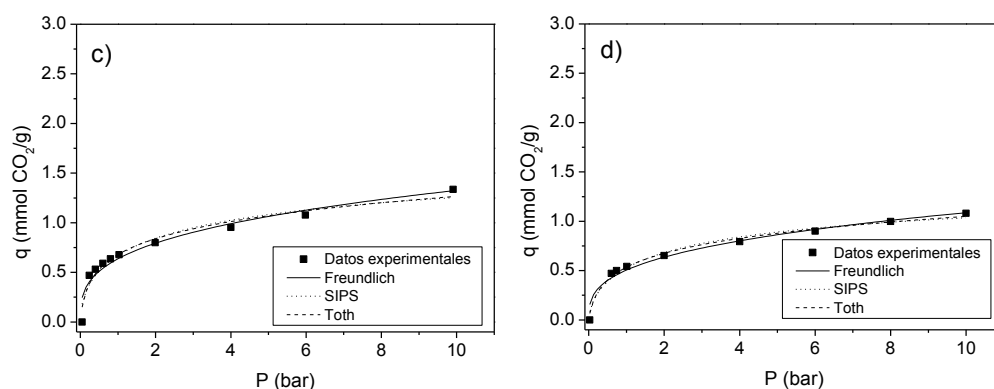 c)
3.0
2.5
2.0
1.5
1.0
0.5
0.0
q (mmol CO₂/g)
0 2 4 6 8 10
P (bar)
Datos experimentales
Freundlich
SIPS
Toth
d)
3.0
2.5
2.0
1.5
1.0
0.5
0.0
q (mmol CO₂/g)
0 2 4 6 8 10
P (bar)
Datos experimentales
Freundlich
SIPS
Toth